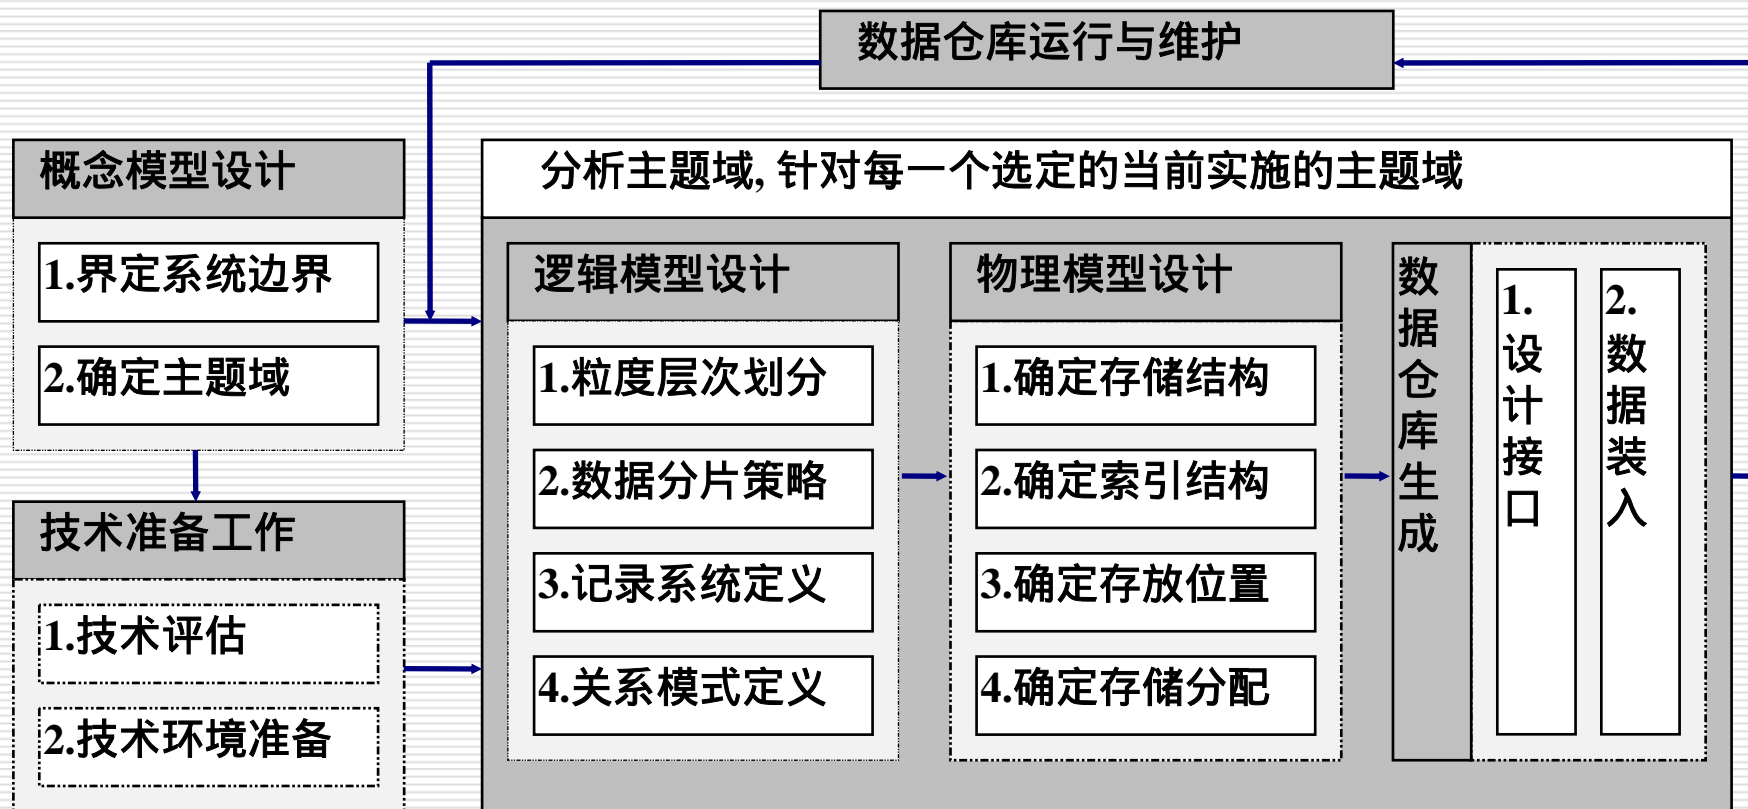 数据仓库运行与维护
概念模型设计
1.界定系统边界
2.确定主题域
技术准备工作
1.技术评估
2.技术环境准备
分析主题域, 针对每一个选定的当前实施的主题域
逻辑模型设计
1.粒度层次划分
2.数据分片策略
3.记录系统定义
4.关系模式定义
物理模型设计
1.确定存储结构
2.确定索引结构
3.确定存放位置
4.确定存储分配
数据仓库生成
1.设计接口
2.数据装入